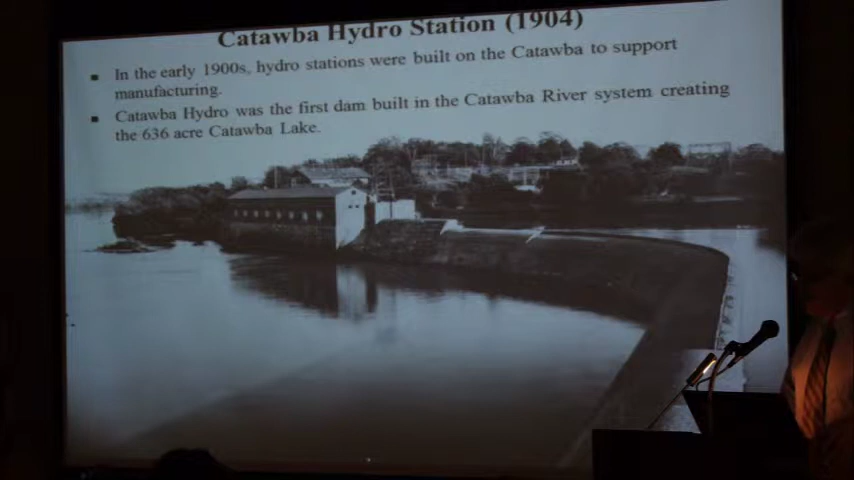 Catawba Hydro Station (1904)
▪ In the early 1900s, hydro stations were built on the Catawba to support
manufacturing.
▪ Catawba Hydro was the first dam built in the Catawba River system creating
the 636 acre Catawba Lake.